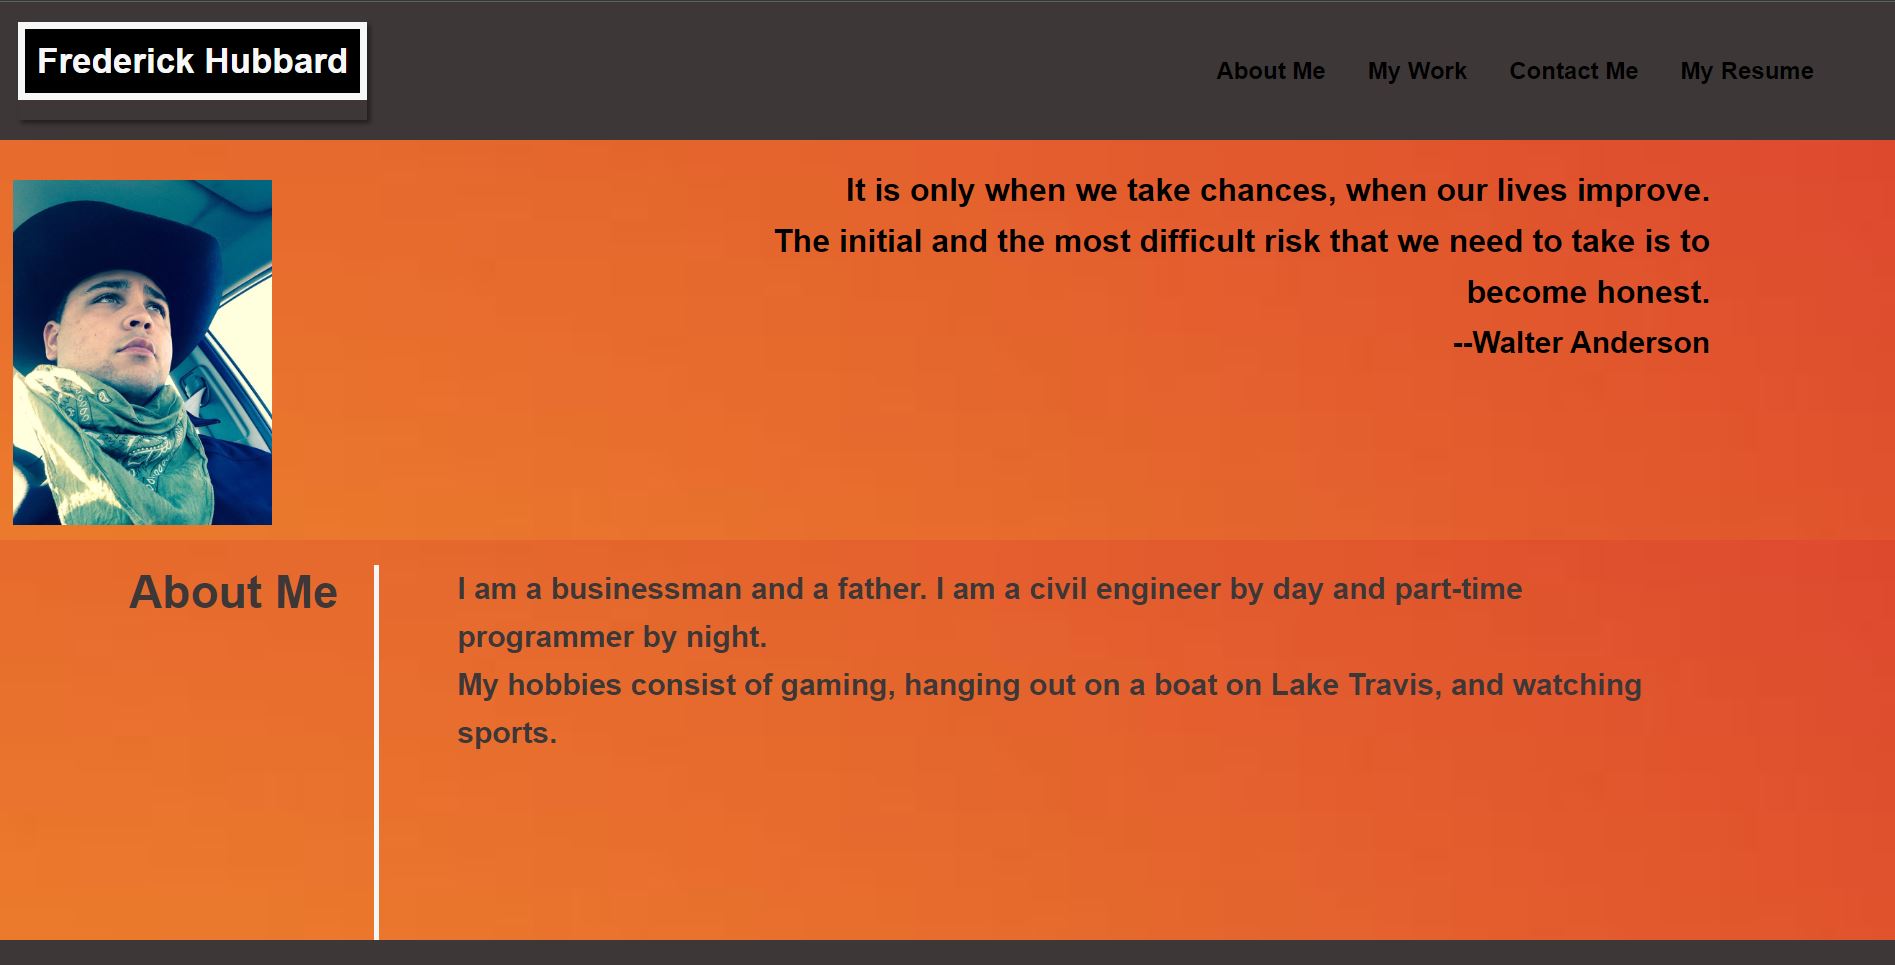 Frederick Hubbard
About Me My Work Contact Me My Resume
It is only when we take chances, when our lives improve.
The initial and the most difficult risk that we need to take is to
become honest.
--Walter Anderson
About Me
I am a businessman and a father. I am a civil engineer by day and part-time
programmer by night.
My hobbies consist of gaming, hanging out on a boat on Lake Travis, and watching
sports.